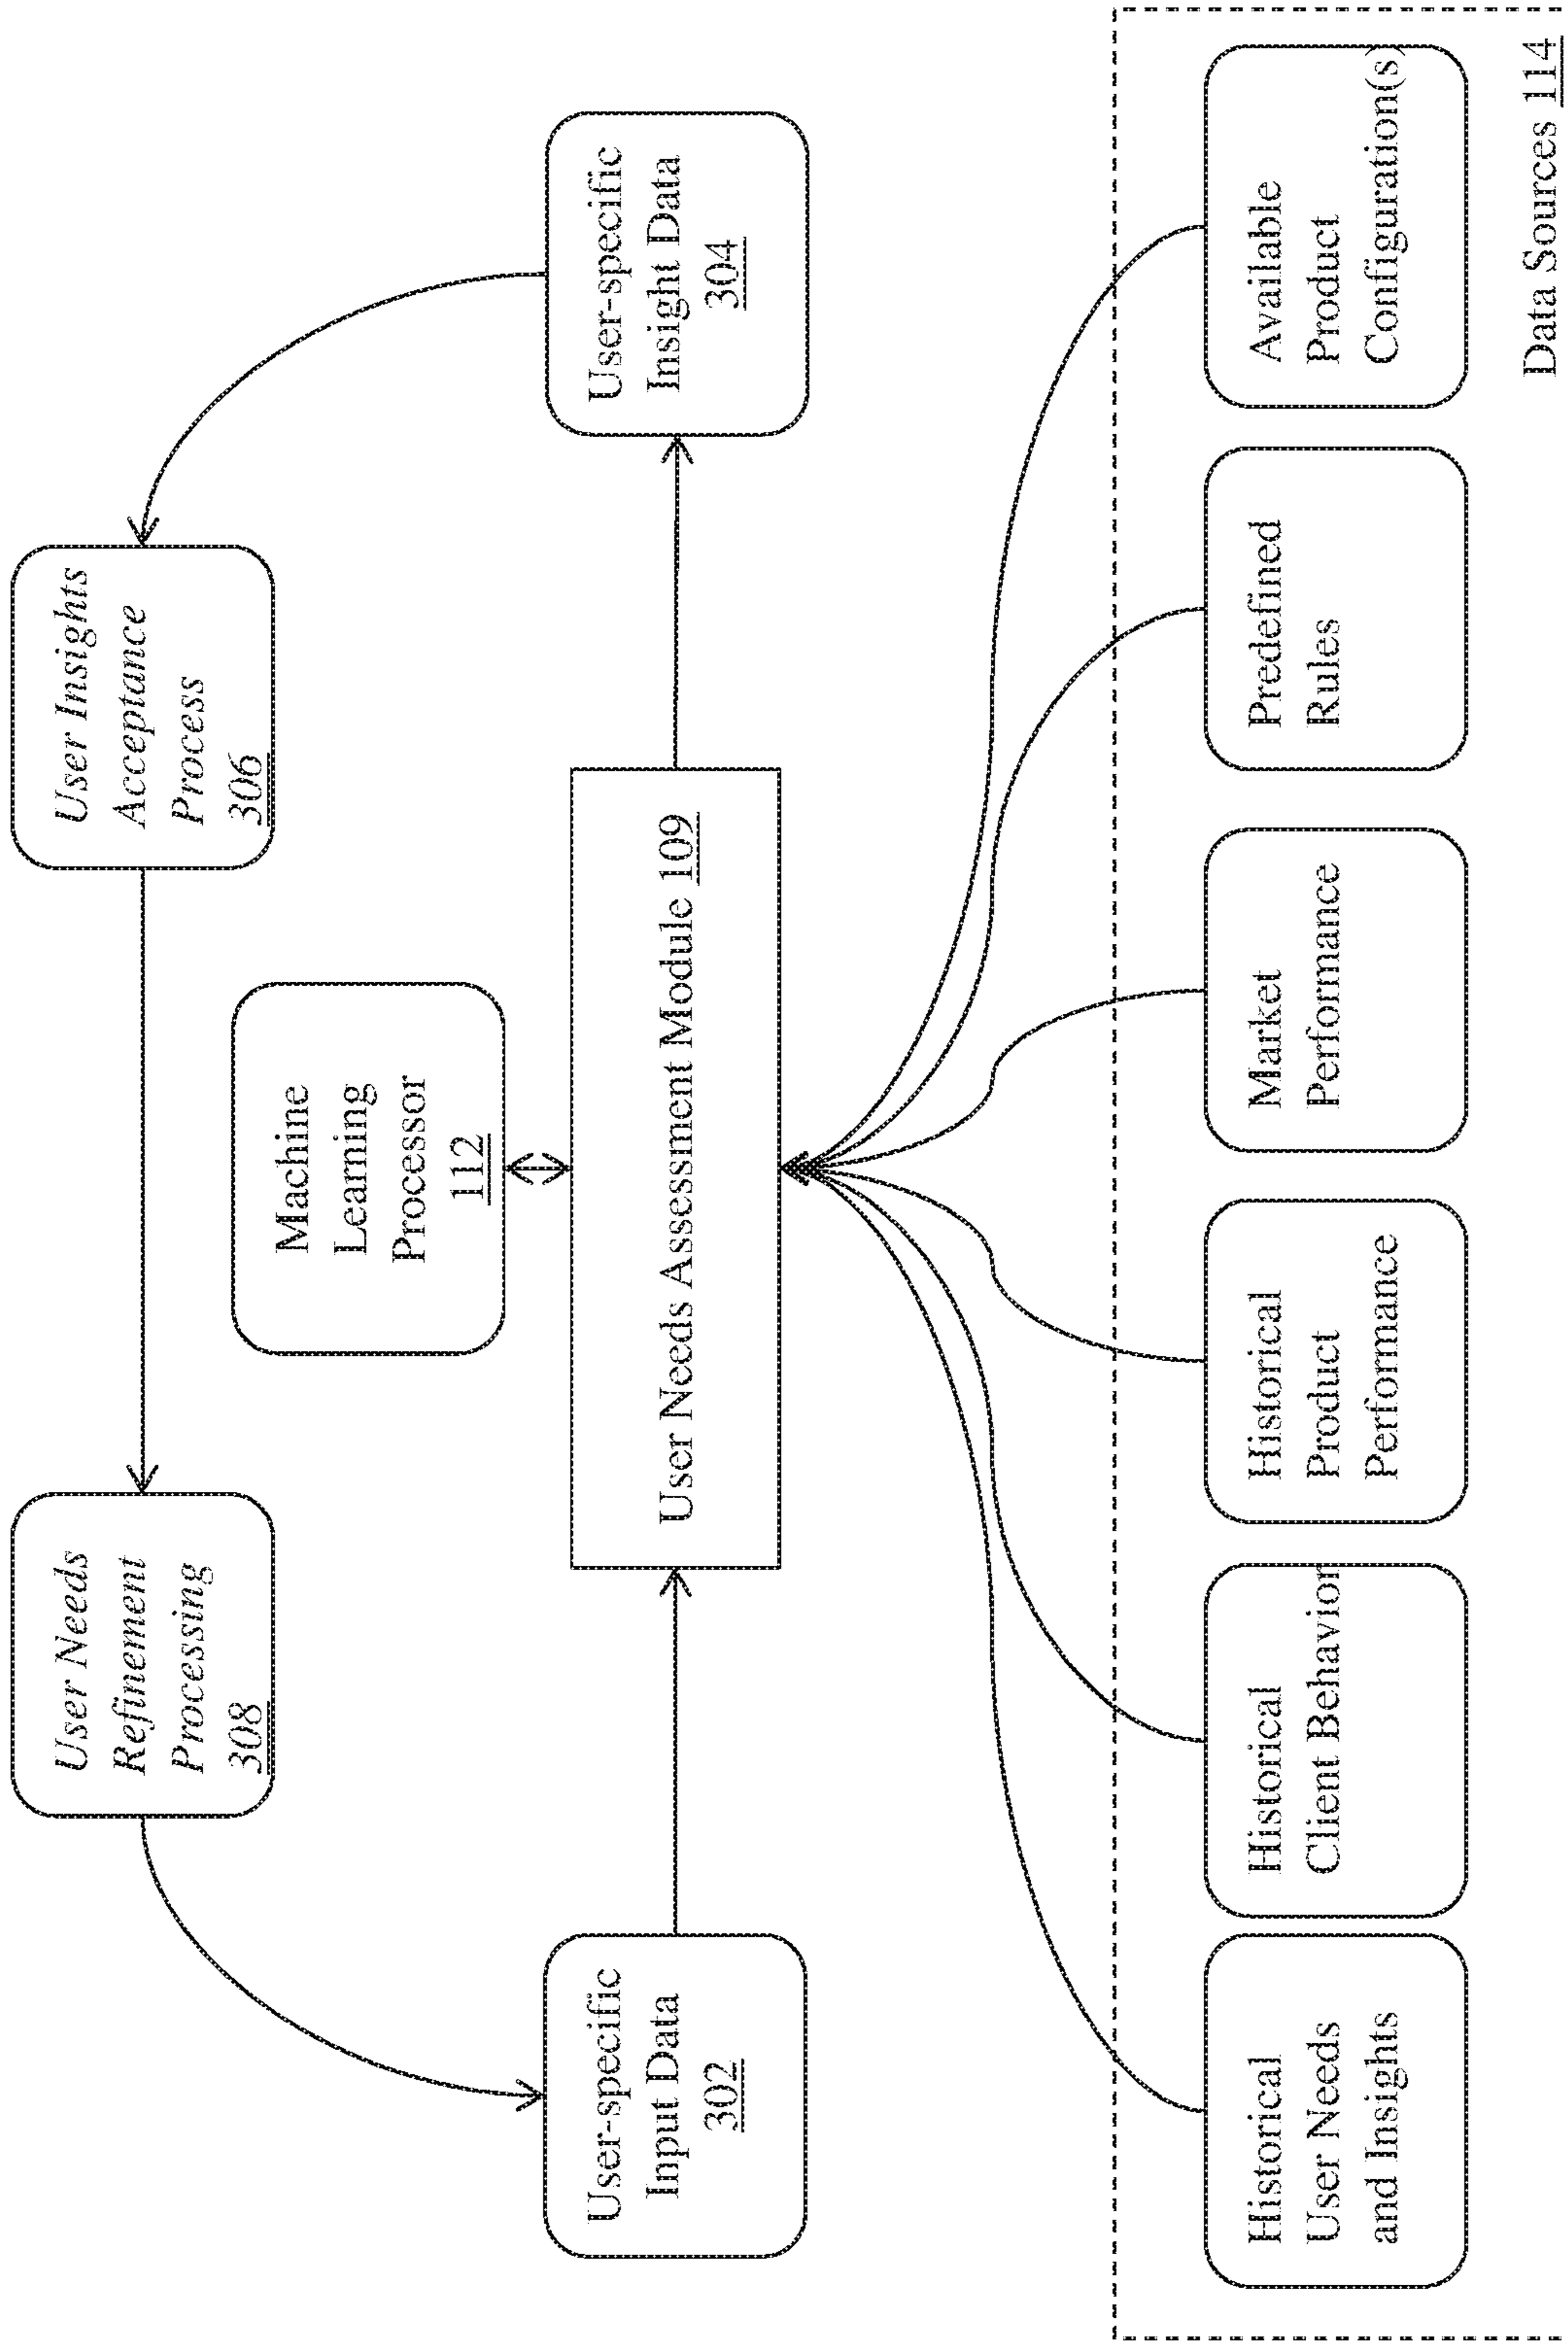 User Needs
Refinement
Processing
308
User Insights
Acceptance
Process
306
Machine
Learning
Processor
112
User-specific
Input Data
302
User Needs Assessment Module 109
User-specific
Insight Data
304
Historical
User Needs
and Insights
Historical
Client Behavior
Historical
Product
Performance
Market
Performance
Predefined
Rules
Available
Product
Configuration(s)
Data Sources 114